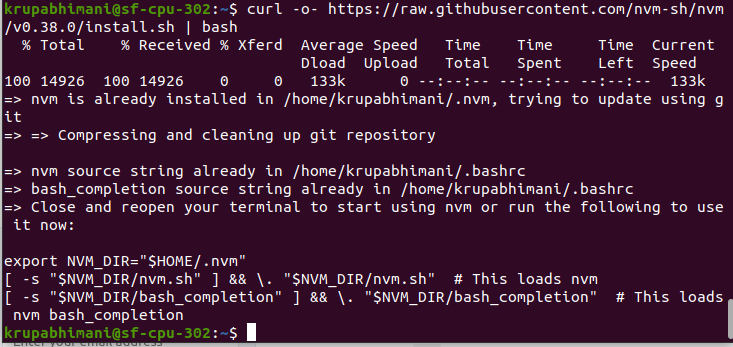 krupabhimani@sf-cpu-302:~$ curl -o- https://raw.githubusercontent.com/nvm-sh/nvm
/v0.38.0/install.sh | bash
  % Total    % Received % Xferd  Average Speed   Time    Time     Time  Current
                                 Dload  Upload   Total   Spent    Left  Speed
100 14926  100 14926    0     0   133k      0 --:--:-- --:--:-- --:--:--  133k
=> nvm is already installed in /home/krupabhimani/.nvm, trying to update using g
it
=> => Compressing and cleaning up git repository

=> nvm source string already in /home/krupabhimani/.bashrc
=> bash_completion source string already in /home/krupabhimani/.bashrc
=> Close and reopen your terminal to start using nvm or run the following to use
 it now:

export NVM_DIR="$HOME/.nvm"
[ -s "$NVM_DIR/nvm.sh" ] && \. "$NVM_DIR/nvm.sh"  # This loads nvm
[ -s "$NVM_DIR/bash_completion" ] && \. "$NVM_DIR/bash_completion"  # This loads
 nvm bash_completion
krupabhimani@sf-cpu-302:~$
Enter your email address